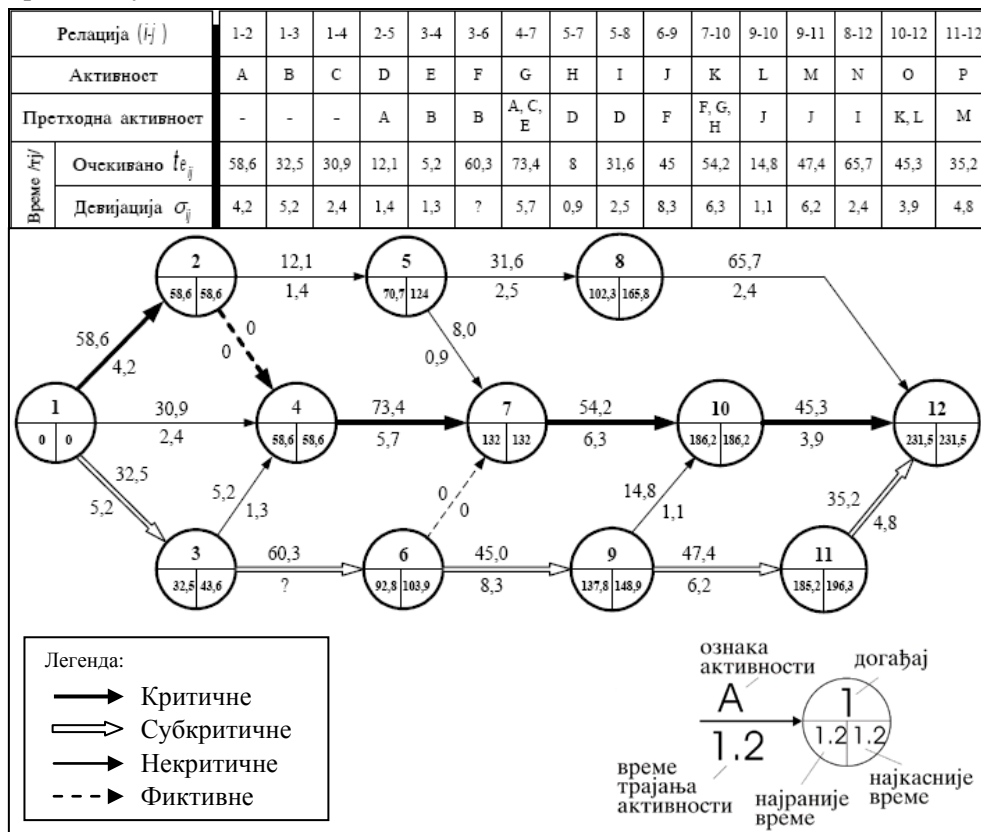 Релација (i-j) 1-2 1-3 1-4 2-5 3-4 3-6 4-7 5-7 5-8 6-9 7-10 9-10 9-11 8-12 10-12 11-12
Активност A B C D E F G H I J K L M N O P
Претходна активност - - - A B B A, C, E D D F F, G, H J J I K, L M
Време /тј/
Очекивано te ij 58,6 32,5 30,9 12,1 5,2 60,3 73,4 8 31,6 45 54,2 14,8 47,4 65,7 45,3 35,2
Девијација σ ij 4,2 5,2 2,4 1,4 1,3 ? 5,7 0,9 2,5 8,3 6,3 1,1 6,2 2,4 3,9 4,8
2 12,1 5 31,6 8 65,7
58,6 58,6 1,4 70,7 124 2,5 102,3 165,8 2,4
58,6 0 8,0
4,2 0 0,9
1 30,9 4 73,4 7 54,2 10 45,3 12
0 0 2,4 58,6 58,6 5,7 132 132 6,3 186,2 186,2 3,9 231,5 231,5
32,5 5,2 0 14,8 35,2
5,2 1,3 0 1,1 4,8
3 60,3 6 45,0 9 47,4 11
32,5 43,6 ? 92,8 103,9 8,3 137,8 148,9 6,2 185,2 196,3
Легенда:
Критичне
Субкритичне
Некритичне
Фиктивне
ознака
активности
догађај
A 1
1.2 1.2 1.2
време
трајања
активности
најраније
време
најкасније
време